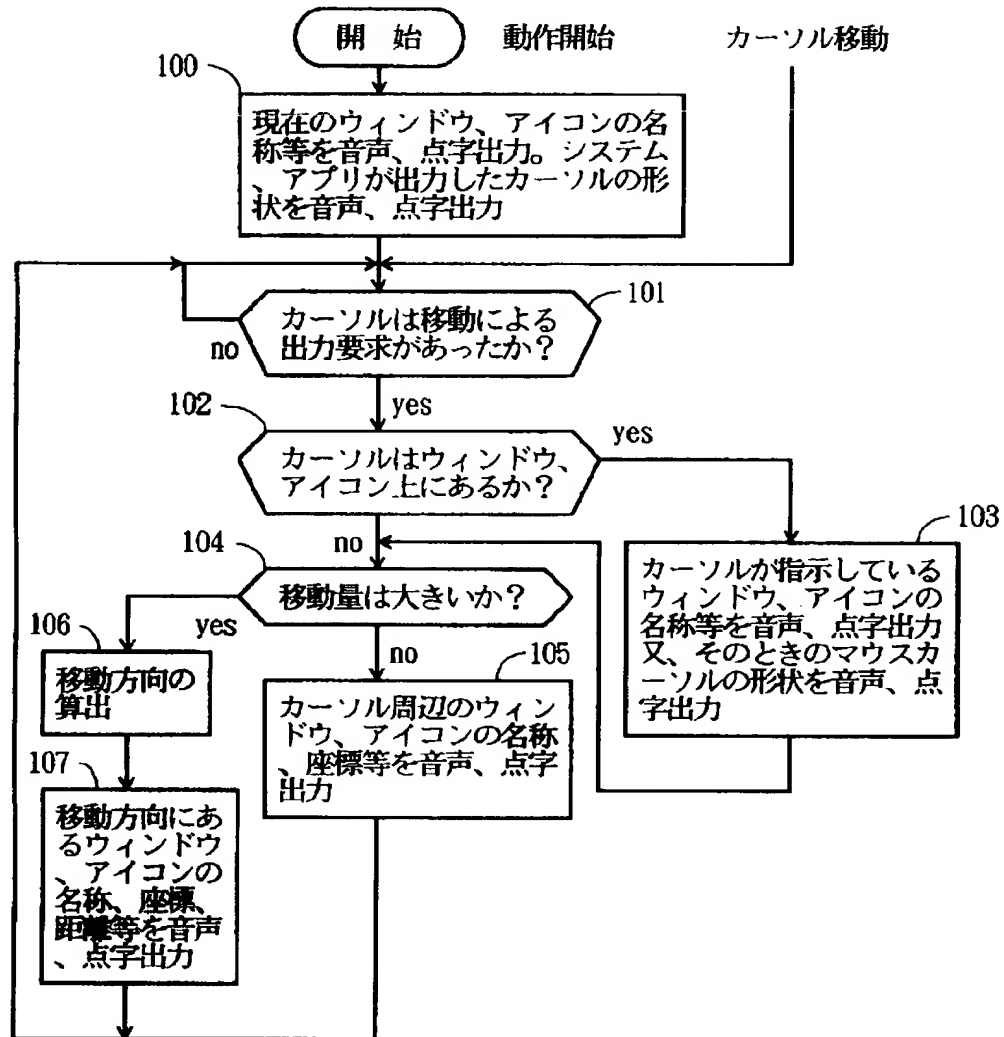 開 始
動作開始
カーソル移動
100
現在のウィンドウ、アイコンの名
称等を音声、点字出力。システム
、アプリが出力したカーソルの形
状を音声、点字出力
101
カーソルは移動による
出力要求があったか?
no
yes
102
カーソルはウィンドウ、
アイコン上にあるか?
yes
no
103
カーソルが指示している
ウィンドウ、アイコンの
名称等を音声、点字出力
又、そのときのマウスカ
ーソルの形状を音声、点
字出力
104
移動量は大きいか?
yes
no
105
カーソル周辺のウィン
ドウ、アイコンの名称
、座標等を音声、点字
出力
106
移動方向の
算出
107
移動方向にあ
るウィンドウ
、アイコンの
名称、座標、
距離等を音声
、点字出力